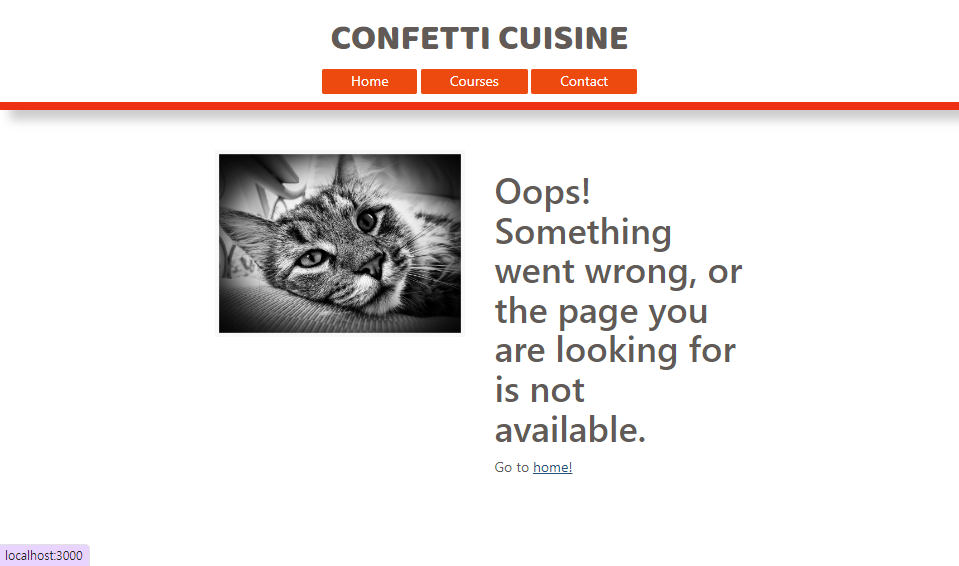 CONFETTI CUISINE
Home Courses Contact
Oops!
Something
went wrong, or
the page you
are looking for
is not
available.
Go to home!
localhost:3000